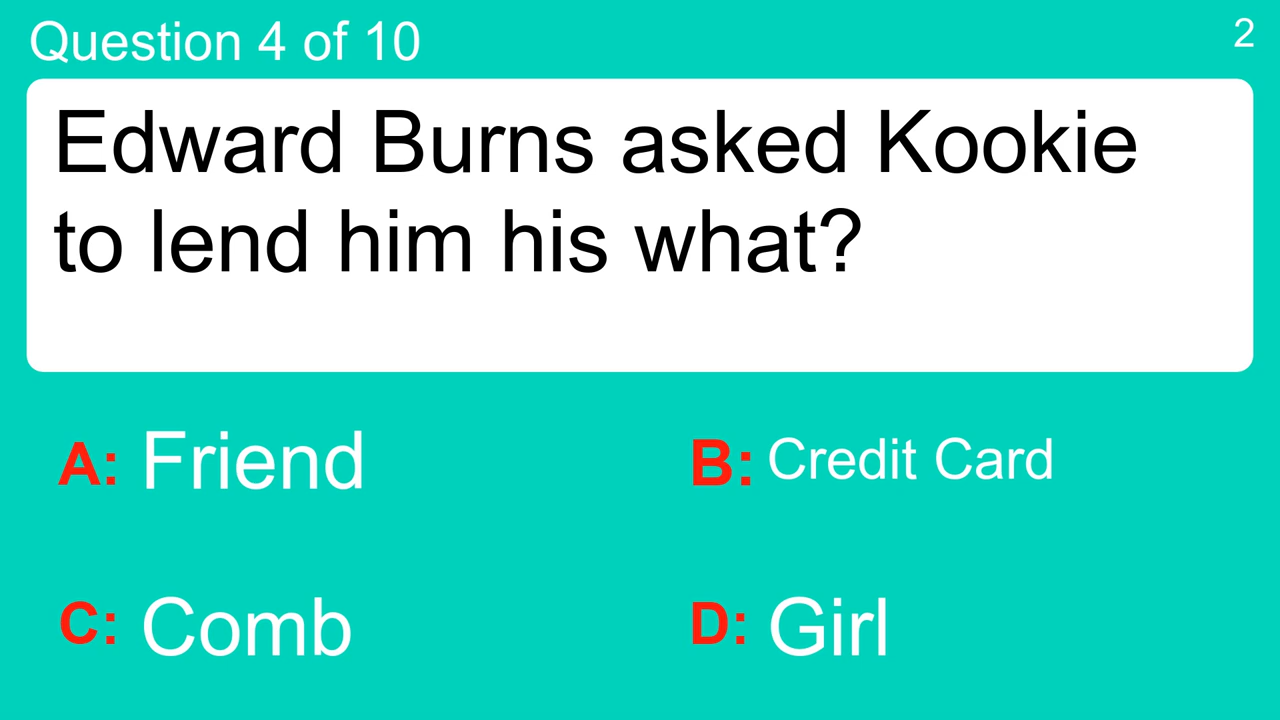 Question 4 of 10
2
Edward Burns asked Kookie
to lend him his what?
A: Friend
B: Credit Card
C: Comb
D: Girl